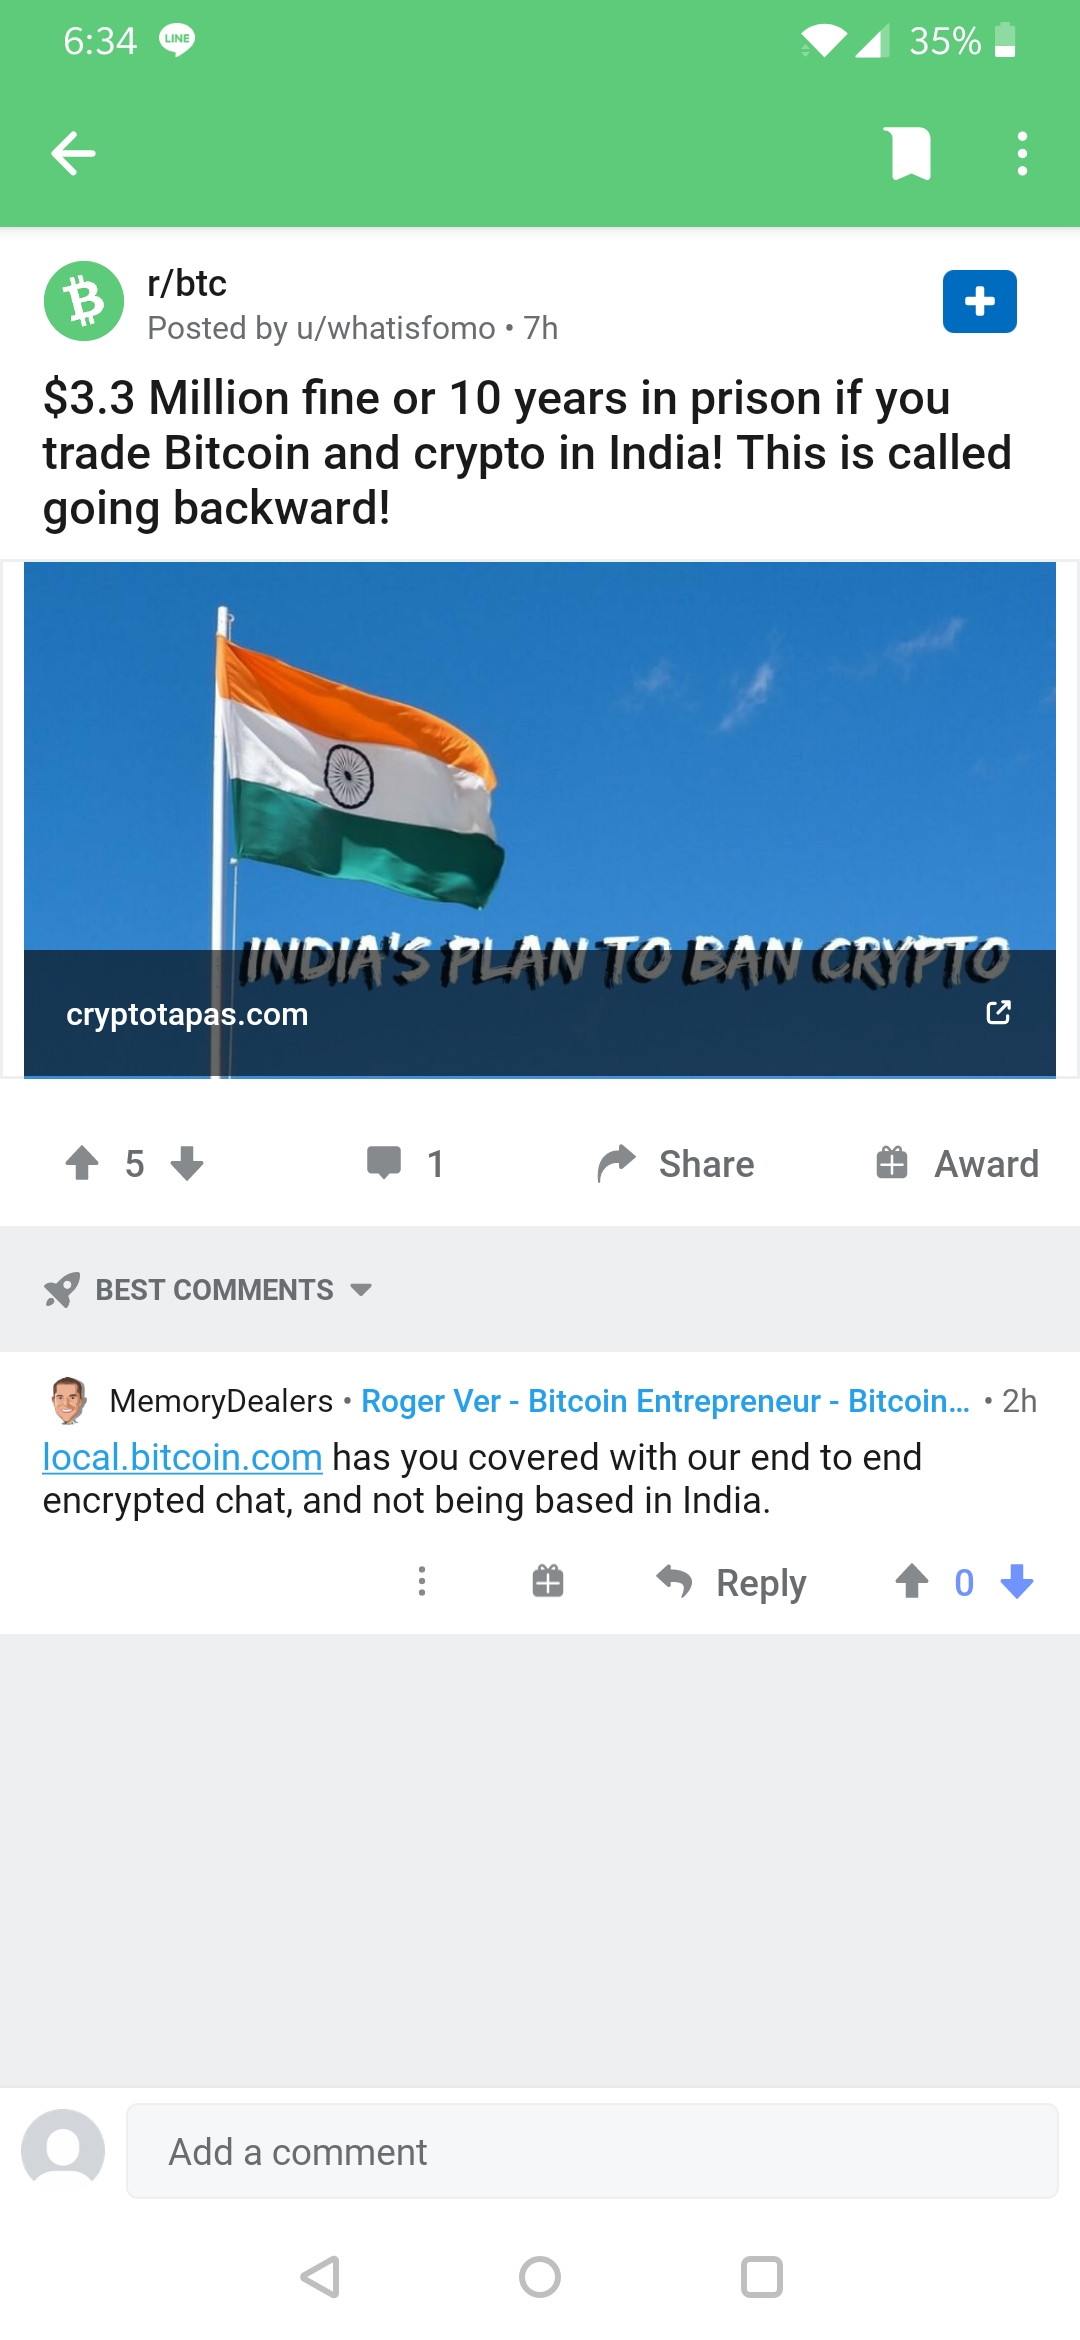 6:34 LINE 35%
r/btc
Posted by u/whatisfomo • 7h
$3.3 Million fine or 10 years in prison if you
trade Bitcoin and crypto in India! This is called
going backward!
INDIA'S PLAN TO BAN CRYPTO
cryptotapas.com
5 1 Share Award
BEST COMMENTS
MemoryDealers • Roger Ver - Bitcoin Entrepreneur - Bitcoin... • 2h
local.bitcoin.com has you covered with our end to end
encrypted chat, and not being based in India.
Reply 0
Add a comment